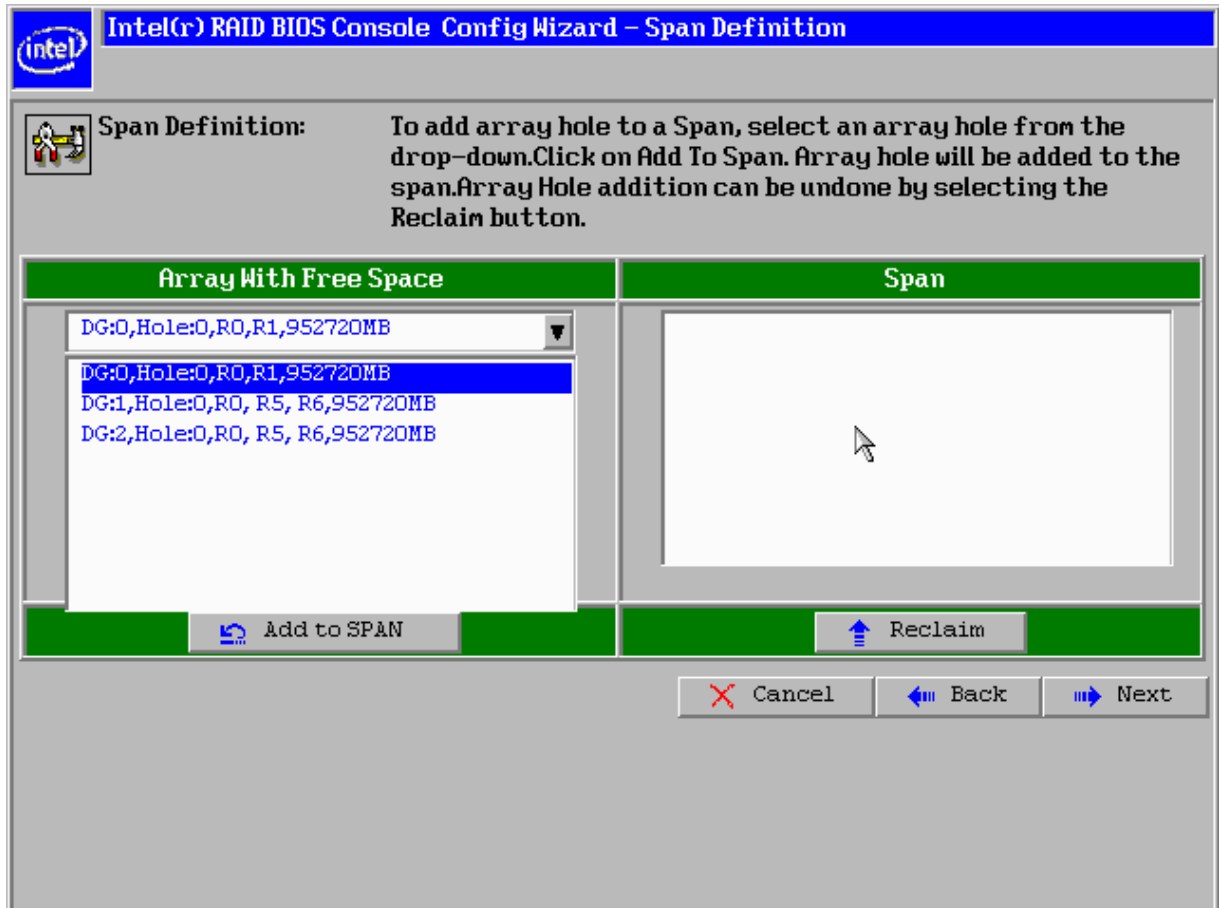 intel
Intel(r) RAID BIOS Console Config Wizard – Span Definition
Span Definition:
To add array hole to a Span, select an array hole from the
drop-down.Click on Add To Span. Array hole will be added to the
span.Array Hole addition can be undone by selecting the
Reclaim button.
Array With Free Space
Span
DG:0,Hole:0,R0,R1,952720MB
DG:0,Hole:0,R0,R1,952720MB
DG:1,Hole:0,R0, R5, R6,952720MB
DG:2,Hole:0,R0, R5, R6,952720MB
Add to SPAN
Reclaim
Cancel
Back
Next